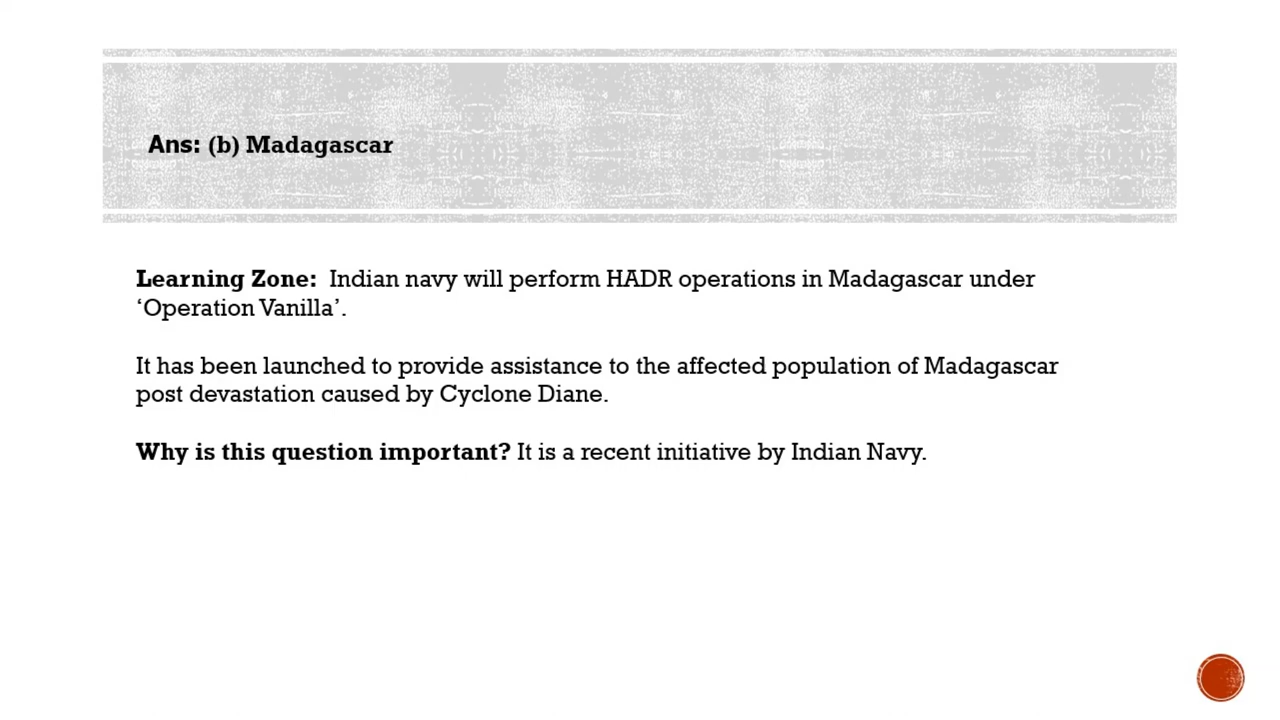 Ans: (b) Madagascar
Learning Zone: Indian navy will perform HADR operations in Madagascar under
‘Operation Vanilla’.
It has been launched to provide assistance to the affected population of Madagascar
post devastation caused by Cyclone Diane.
Why is this question important? It is a recent initiative by Indian Navy.